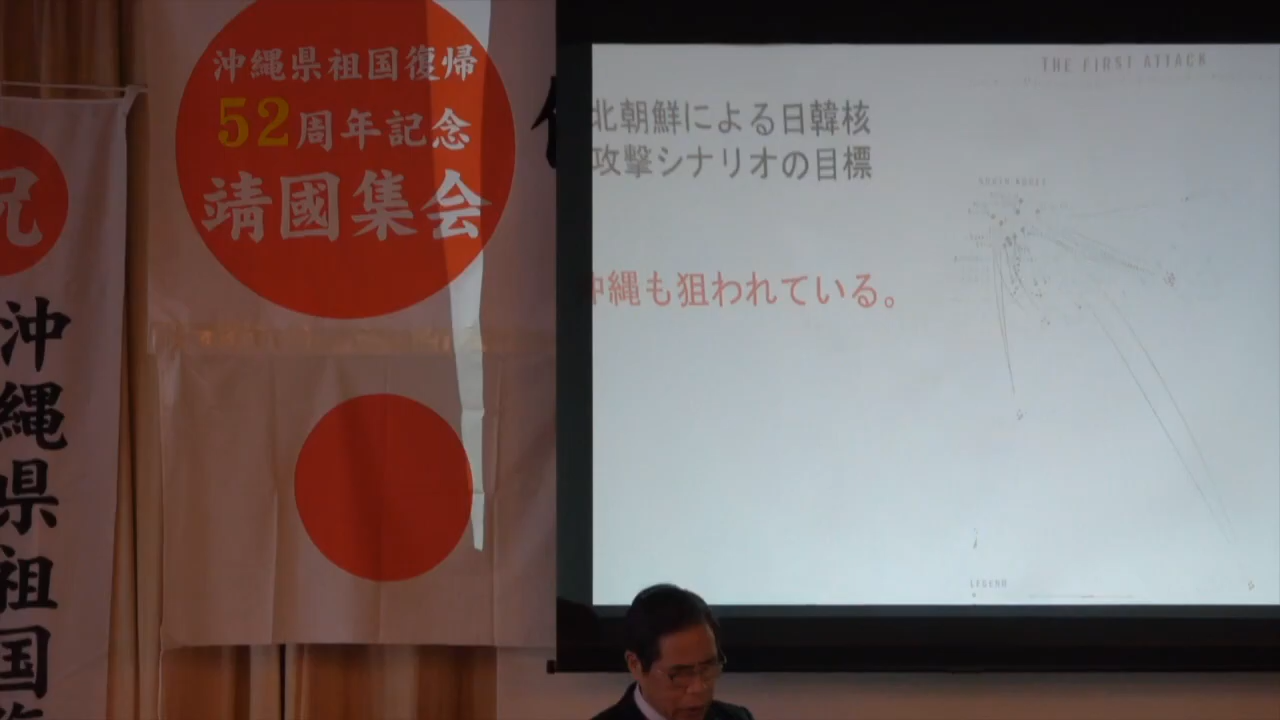 沖縄県祖国復帰
52周年記念
靖國集会
祝
沖縄県祖国復
THE FIRST ATTACK
北朝鮮による日韓核
攻撃シナリオの目標
沖縄も狙われている。
LEGEND